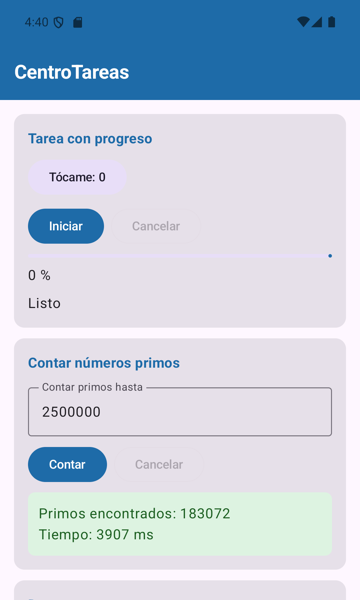 4:40
CentroTareas
Tarea con progreso
Tócame: 0
Iniciar
Cancelar
0 %
Listo
Contar números primos
Contar primos hasta
2500000
Contar
Cancelar
Primos encontrados: 183072
Tiempo: 3907 ms